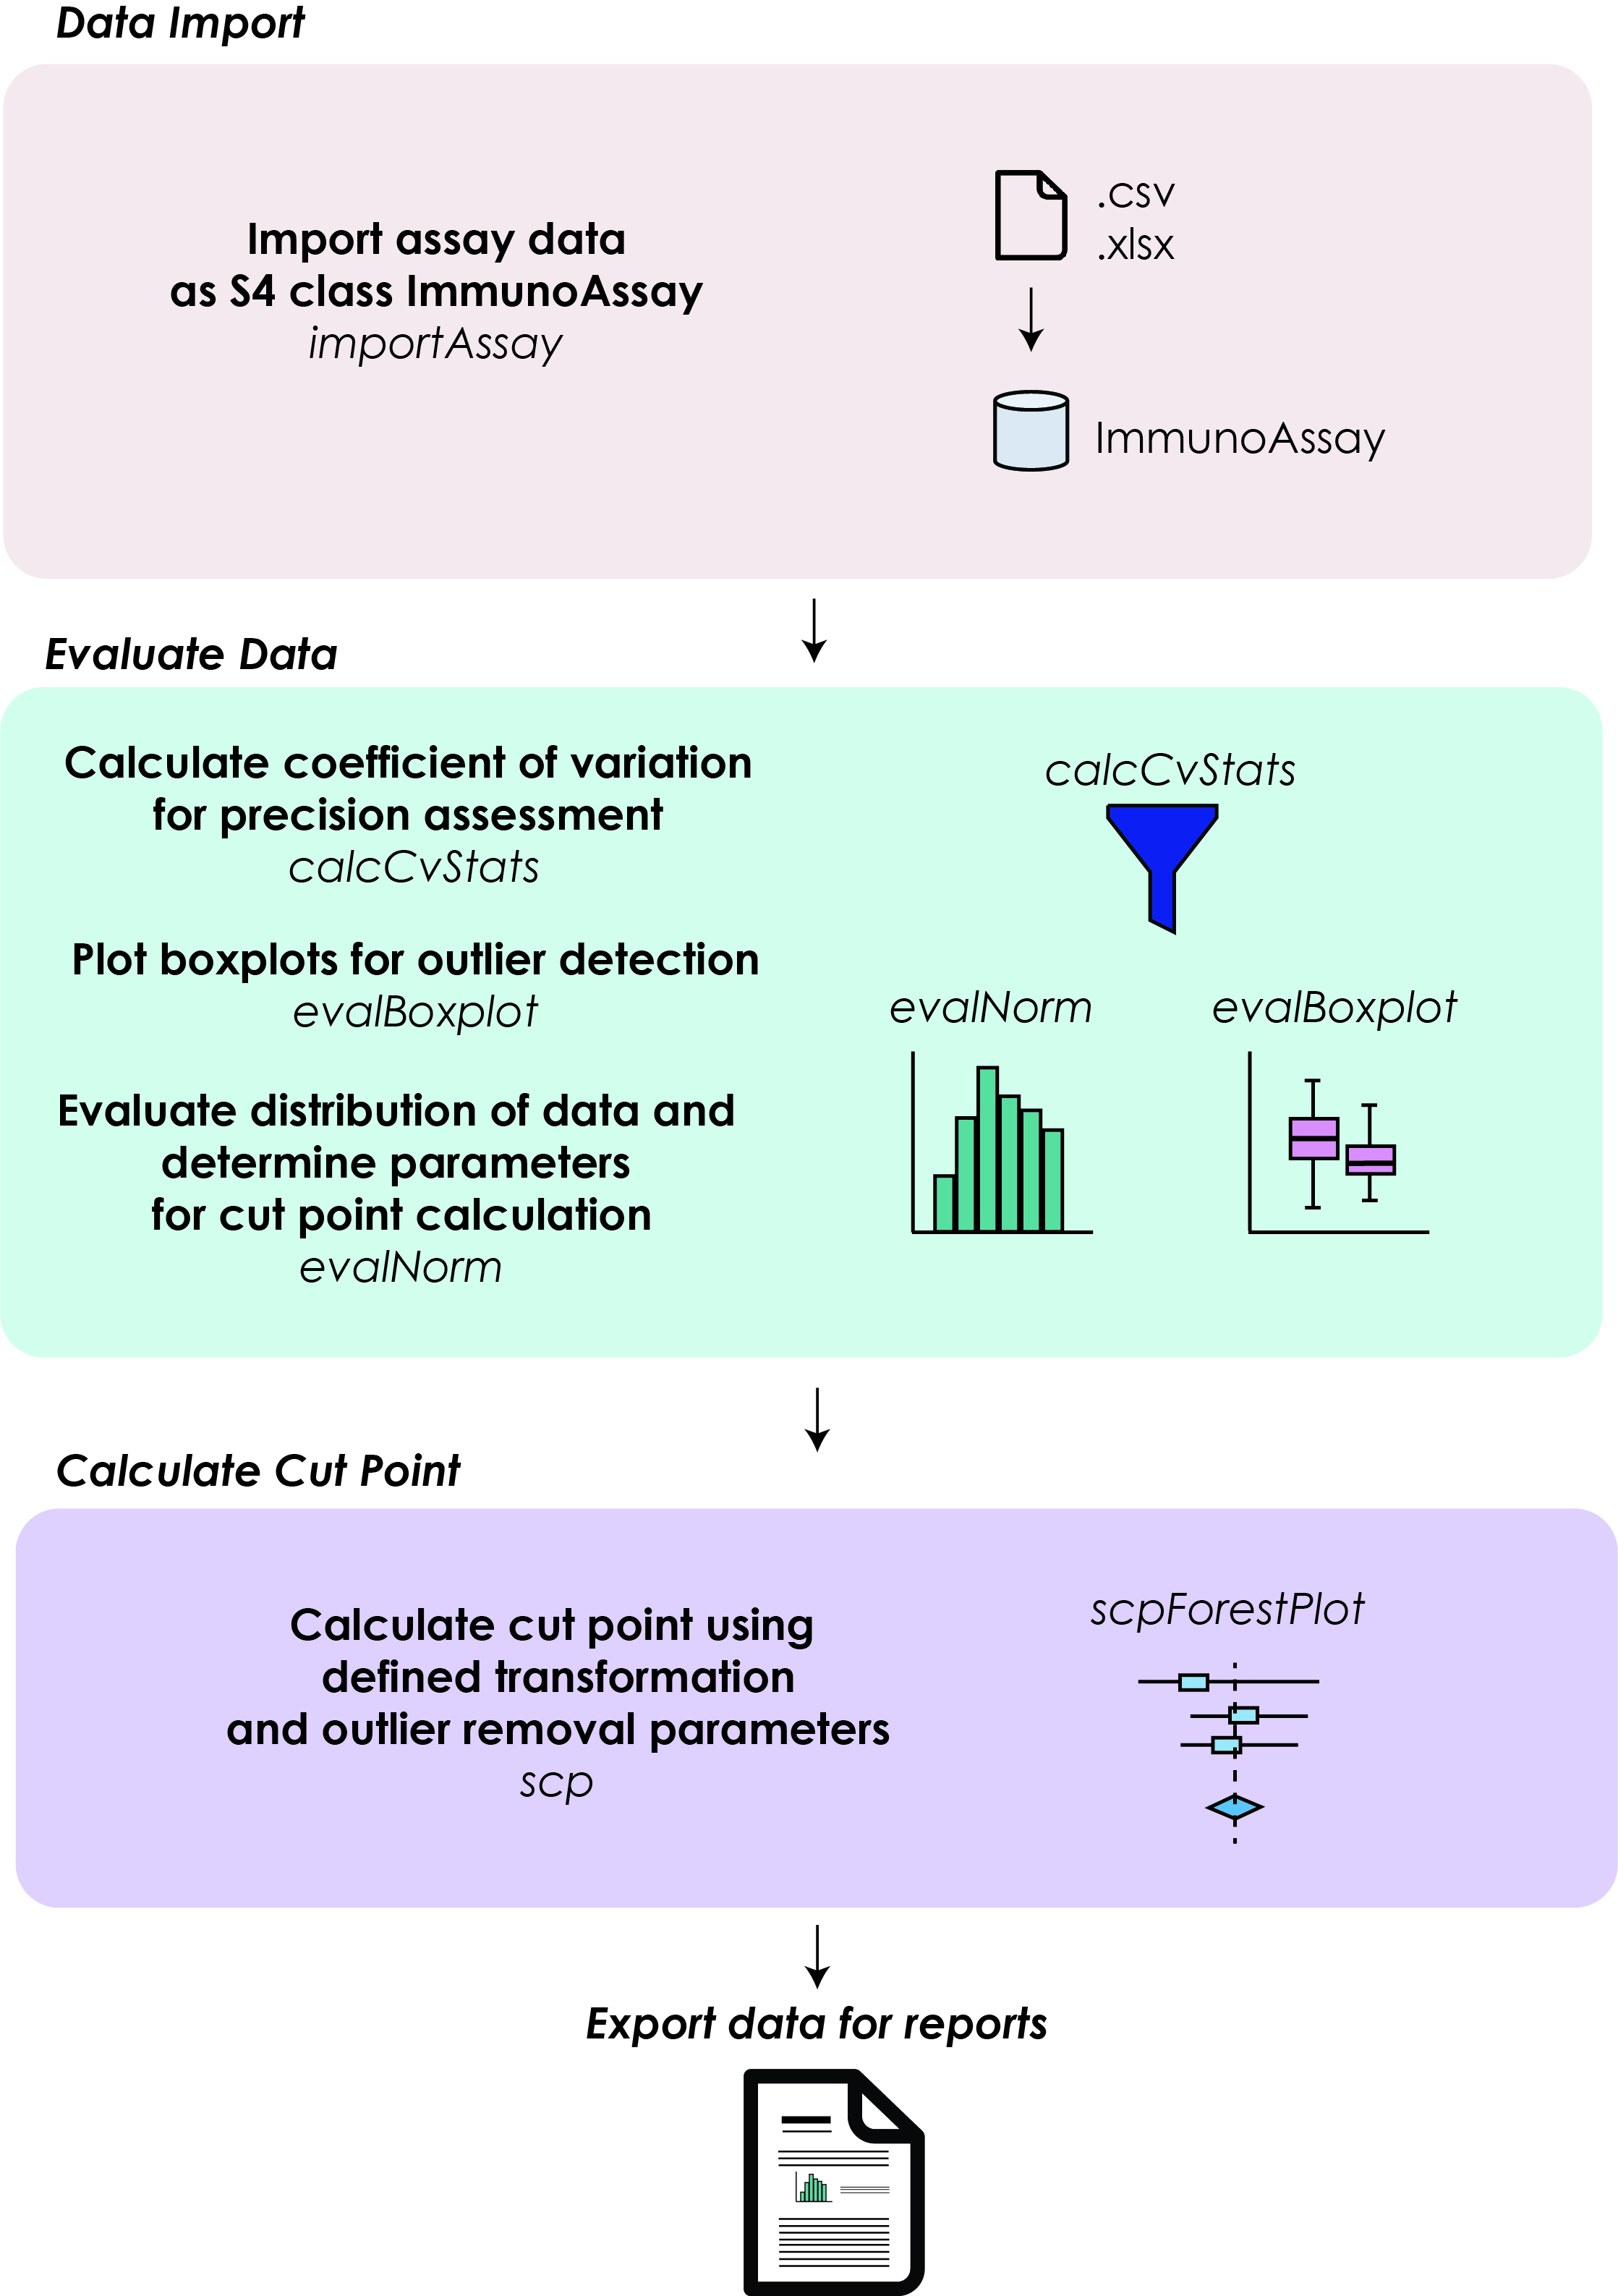 Data Import
Import assay data
as S4 class ImmunoAssay
importAssay
.csv
.xlsx
ImmunoAssay
Evaluate Data
Calculate coefficient of variation
for precision assessment
calcCvStats
Plot boxplots for outlier detection
evalBoxplot
Evaluate distribution of data and
determine parameters
for cut point calculation
evalNorm
calcCvStats
evalNorm
evalBoxplot
Calculate Cut Point
Calculate cut point using
defined transformation
and outlier removal parameters
scp
scpForestPlot
Export data for reports